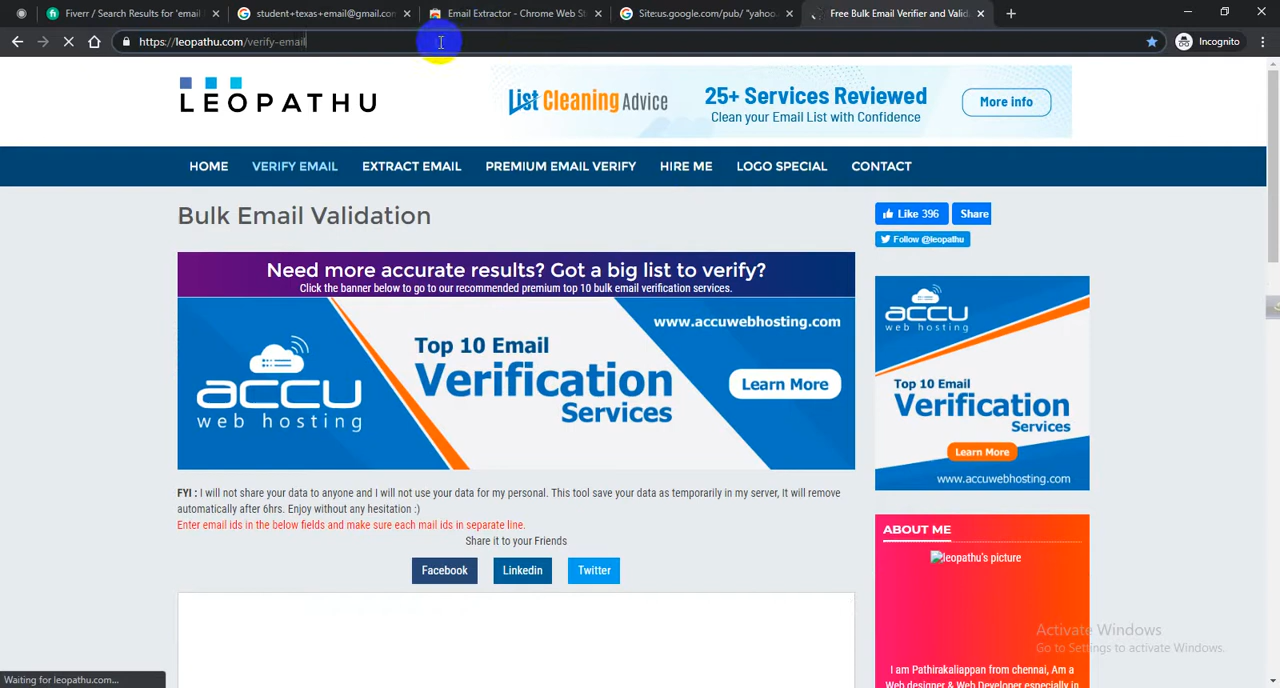 Fiverr / Search Results for 'email
student+texas+email@gmail.con
Email Extractor - Chrome Web St
Site:us.google.com/pub/ "yahoo.
Free Bulk Email Verifier and Valid
https://leopathu.com/verify-email
Incognito
LEOPATHU
List Cleaning Advice
25+ Services Reviewed
Clean your Email List with Confidence
More info
HOME
VERIFY EMAIL
EXTRACT EMAIL
PREMIUM EMAIL VERIFY
HIRE ME
LOGO SPECIAL
CONTACT
Bulk Email Validation
Like 396
Share
Follow @leopathu
Need more accurate results? Got a big list to verify?
Click the banner below to go to our recommended premium top 10 bulk email verification services.
accu
web hosting
Top 10 Email
Verification
Services
www.accuwebhosting.com
Learn More
accu
web hosting
Top 10 Email
Verification
Services
Learn More
www.accuwebhosting.com
FYI : I will not share your data to anyone and I will not use your data for my personal. This tool save your data as temporarily in my server, It will remove
automatically after 6hrs. Enjoy without any hesitation :)
Enter email ids in the below fields and make sure each mail ids in separate line.
Share it to your Friends
Facebook
Linkedin
Twitter
ABOUT ME
leopathu's picture
I am Pathirakaliappan from chennai, Am a
Web designer & Web Developer especially in
Activate Windows
Go to Settings to activate Windows.
Waiting for leopathu.com...